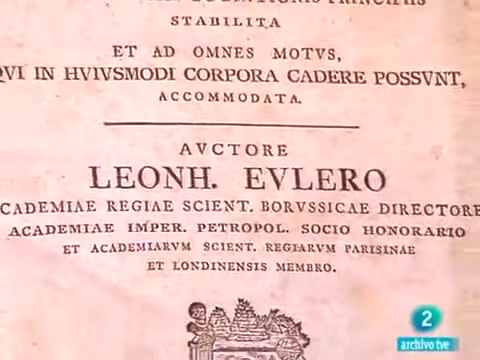 STABILITA
ET AD OMNES MOTVS,
QVI IN HVIVSMODI CORPORA CADERE POSSVNT,
ACCOMMODATA.
AVCTORE
LEONH. EVLERO
CADEMIAE REGIAE SCIENT. BORVSSICAE DIRECTORE
ACADEMIAE IMPER. PETROPOL. SOCIO HONORARIO
ET ACADEMIARVM SCIENT. REGIARVM PARISINAE
ET LONDINENSIS MEMBRO.
2
archivo tve